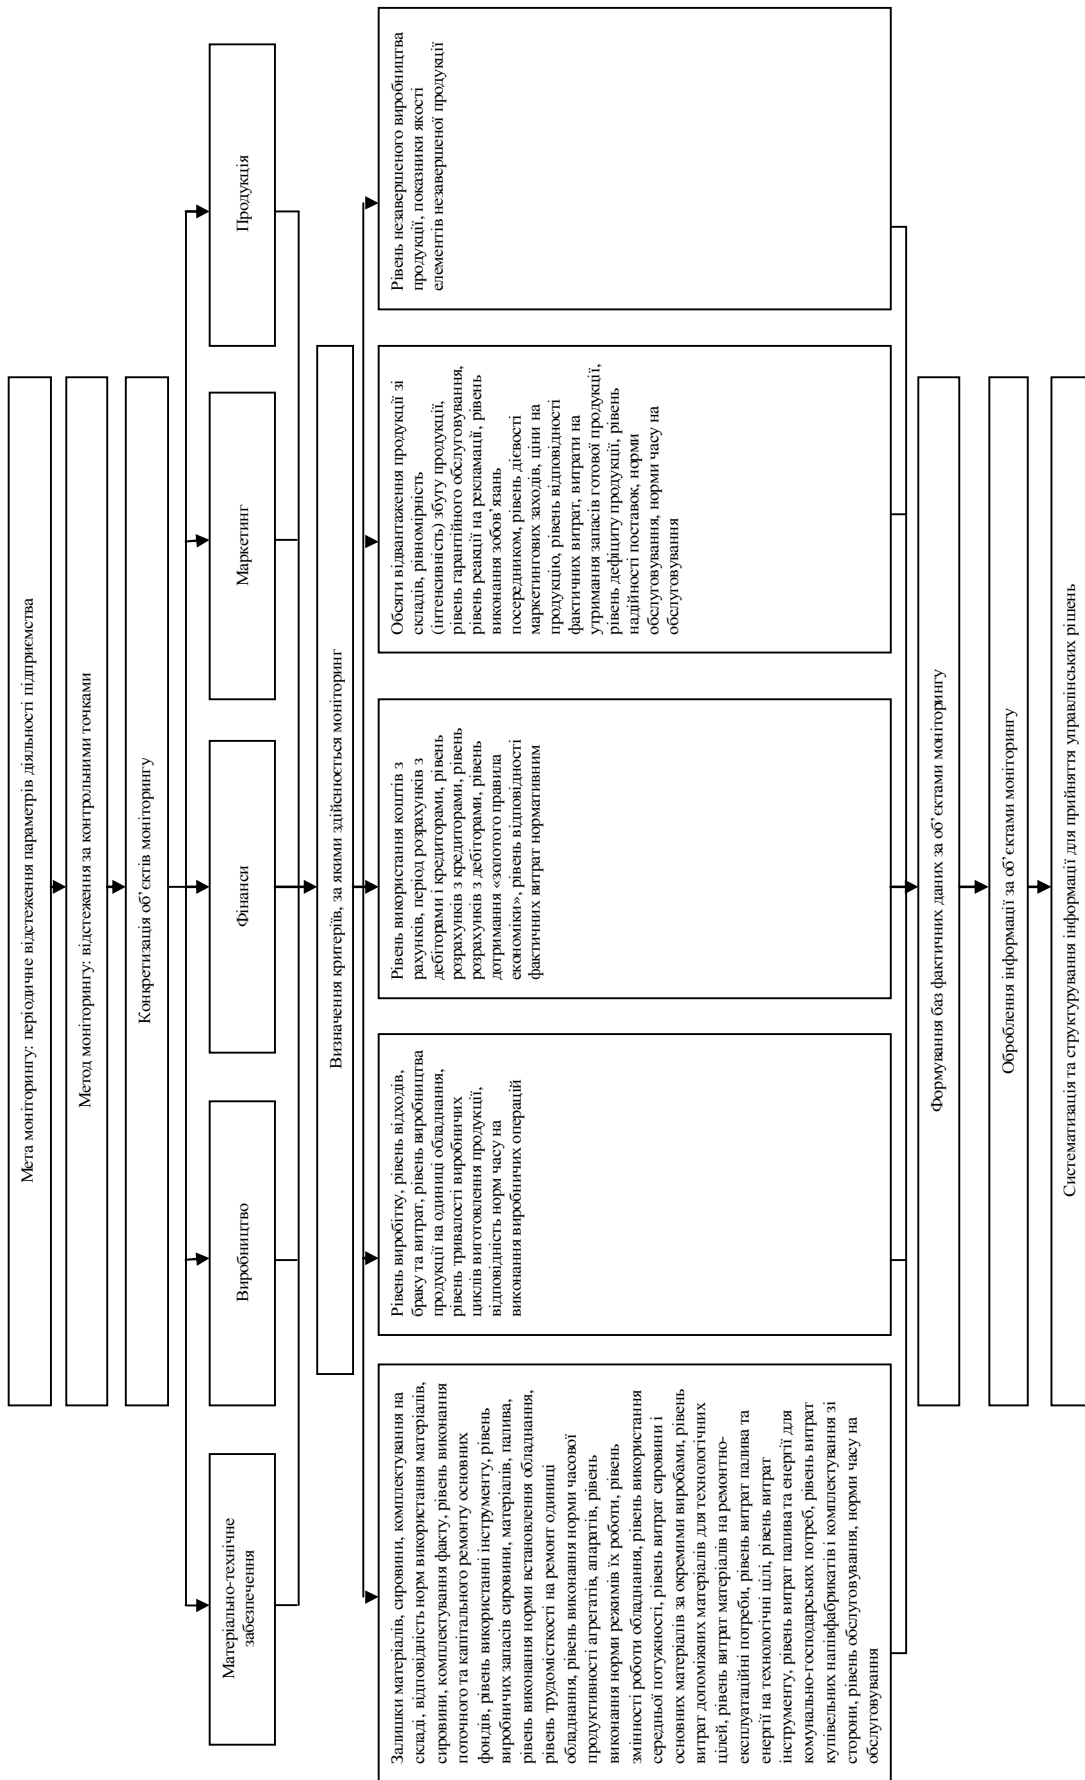 Мета моніторингу: періодичне відстеження параметрів діяльності підприємства
Метод моніторингу: відстеження за контрольними точками
Конкретизація об’єктів моніторингу
Матеріально-технічне
забезпечення
Виробництво
Фінанси
Маркетинг
Продукція
Визначення критеріїв, за якими здійснюється моніторинг
Залишки матеріалів, сировини, комплектування на
складі, відповідність норм використання матеріалів,
сировини, комплектування факту, рівень виконання
поточного та капітального ремонту основних
фондів, рівень використанні інструменту, рівень
виробничих запасів сировини, матеріалів, палива,
рівень виконання норми встановлення обладнання,
рівень трудомісткості на ремонт одиниці
обладнання, рівень виконання норми часової
продуктивності агрегатів, апаратів, рівень
виконання норми режимів їх роботи, рівень
змінності роботи обладнання, рівень використання
середньої потужності, рівень витрат сировини і
основних матеріалів за окремими виробами, рівень
витрат допоміжних матеріалів для технологічних
цілей, рівень витрат матеріалів на ремонтно-
експлуатаційні потреби, рівень витрат палива та
енергії на технологічні цілі, рівень витрат
інструменту, рівень витрат палива та енергії для
комунально-господарських потреб, рівень витрат
купівельних напівфабрикатів і комплектування зі
сторони, рівень обслуговування, норми часу на
обслуговування
Рівень виробітку, рівень відходів,
браку та витрат, рівень виробництва
продукції на одиниці обладнання,
рівень тривалості виробничих
циклів виготовлення продукції,
відповідність норм часу на
виконання виробничих операцій
Рівень використання коштів з
рахунків, період розрахунків з
дебіторами і кредиторами, рівень
розрахунків з кредиторами, рівень
розрахунків з дебіторами, рівень
дотримання «золотого правила
економіки», рівень відповідності
фактичних витрат нормативним
Обсяги відвантаження продукції зі
складів, рівномірність
(інтенсивність) збуту продукції,
рівень гарантійного обслуговування,
рівень реакції на рекламації, рівень
виконання зобов’язань
посередником, рівень дієвості
маркетингових заходів, ціни на
продукцію, рівень відповідності
фактичних витрат, витрати на
утримання запасів готової продукції,
рівень дефіциту продукції, рівень
надійності поставок, норми
обслуговування, норми часу на
обслуговування
Рівень незавершеного виробництва
продукції, показники якості
елементів незавершеної продукції
Формування баз фактичних даних за об’єктами моніторингу
Оброблення інформації за об’єктами моніторингу
Систематизація та структурування інформації для прийняття управлінських рішень